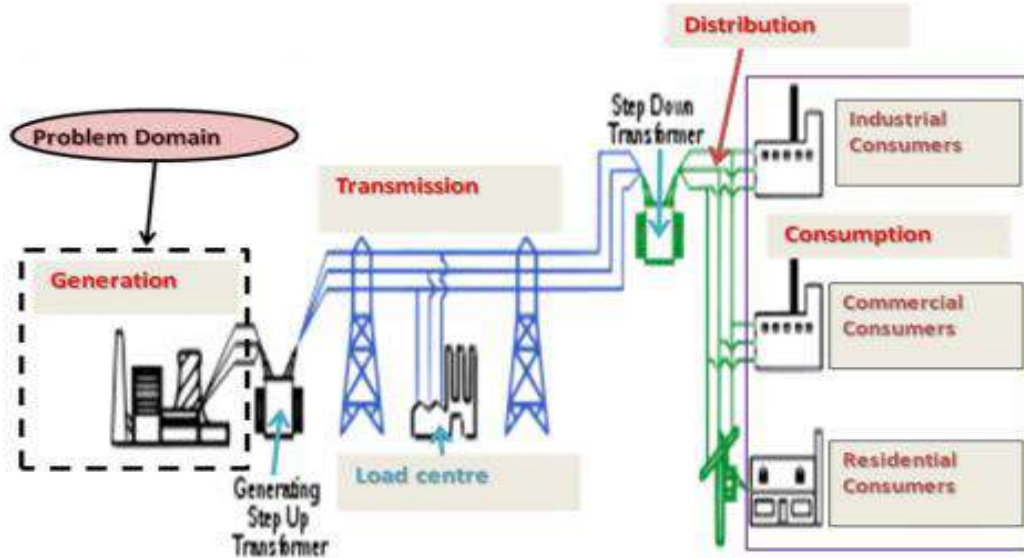 Distribution
Step Down
Transformer
Industrial
Consumers
Problem Domain
Transmission
Consumption
Generation
Commercial
Consumers
Load centre
Residential
Consumers
Generating
Step Up
Transformer